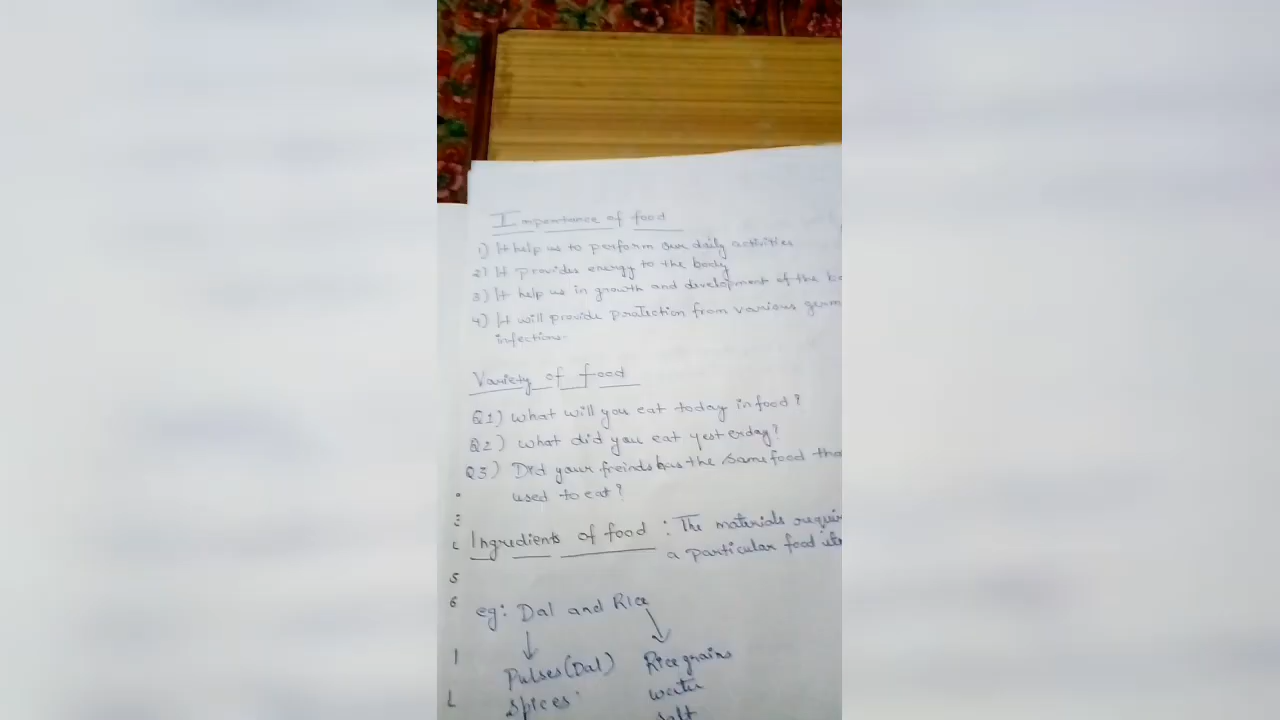 Importance of food
1) It help us to perform our daily activities
2) It provides energy to the body
3) It help us in growth and development of the
4) It will provide protection from various germ
infections.
Variety of food
Q1) What will you eat today in food?
Q2) What did you eat yesterday?
Q3) Did your freinds has the same food
used to eat?
Ingredients of food : The materials
a particular food
eg: Dal and Rice
Pulses(Dal) Rice grains
Spices water
salt